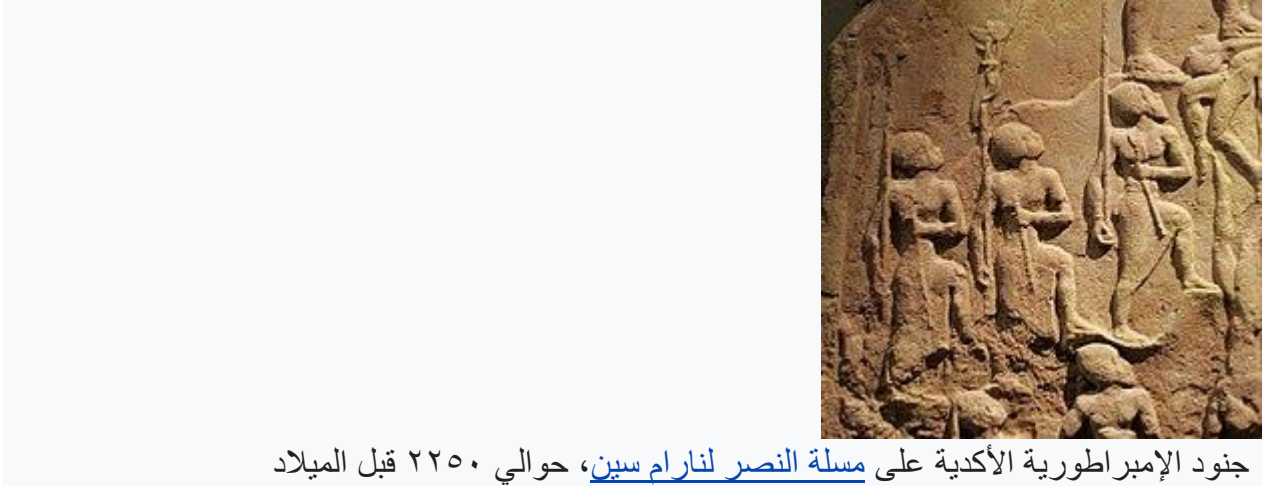 جنود الإمبراطورية الأكدية على مسلة النصر لنارام سين، حوالي ٢٢٥٠ قبل الميلاد